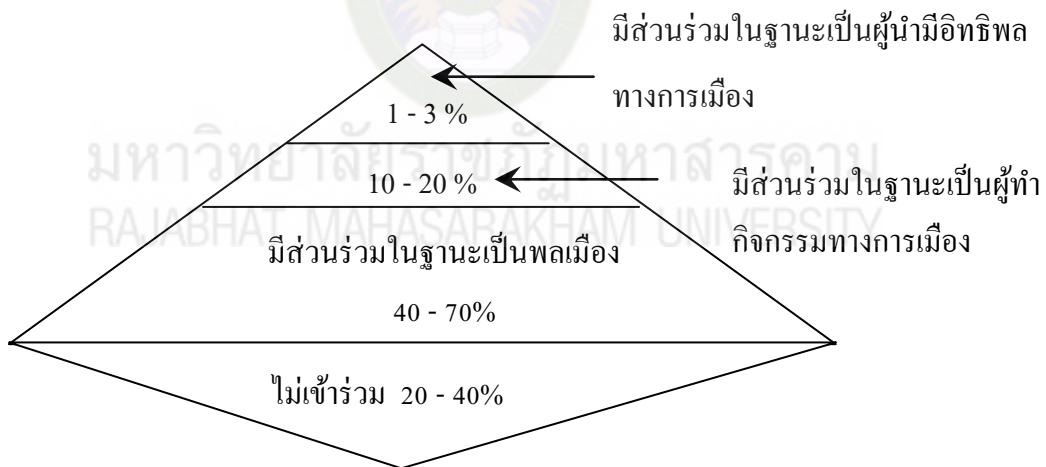 มีส่วนร่วมในฐานะเป็นผู้นำมีอิทธิพล
ทางการเมือง
1 - 3 %
มหาวิทยาลัยราชภัฏมหาสารคาม
10 - 20 %
มีส่วนร่วมในฐานะเป็นผู้ทำ
กิจกรรมทางการเมือง
RAJABHAT MAHASARAKHAM UNIVERSITY
มีส่วนร่วมในฐานะเป็นพลเมือง
40 - 70%
ไม่เข้าร่วม 20 - 40%